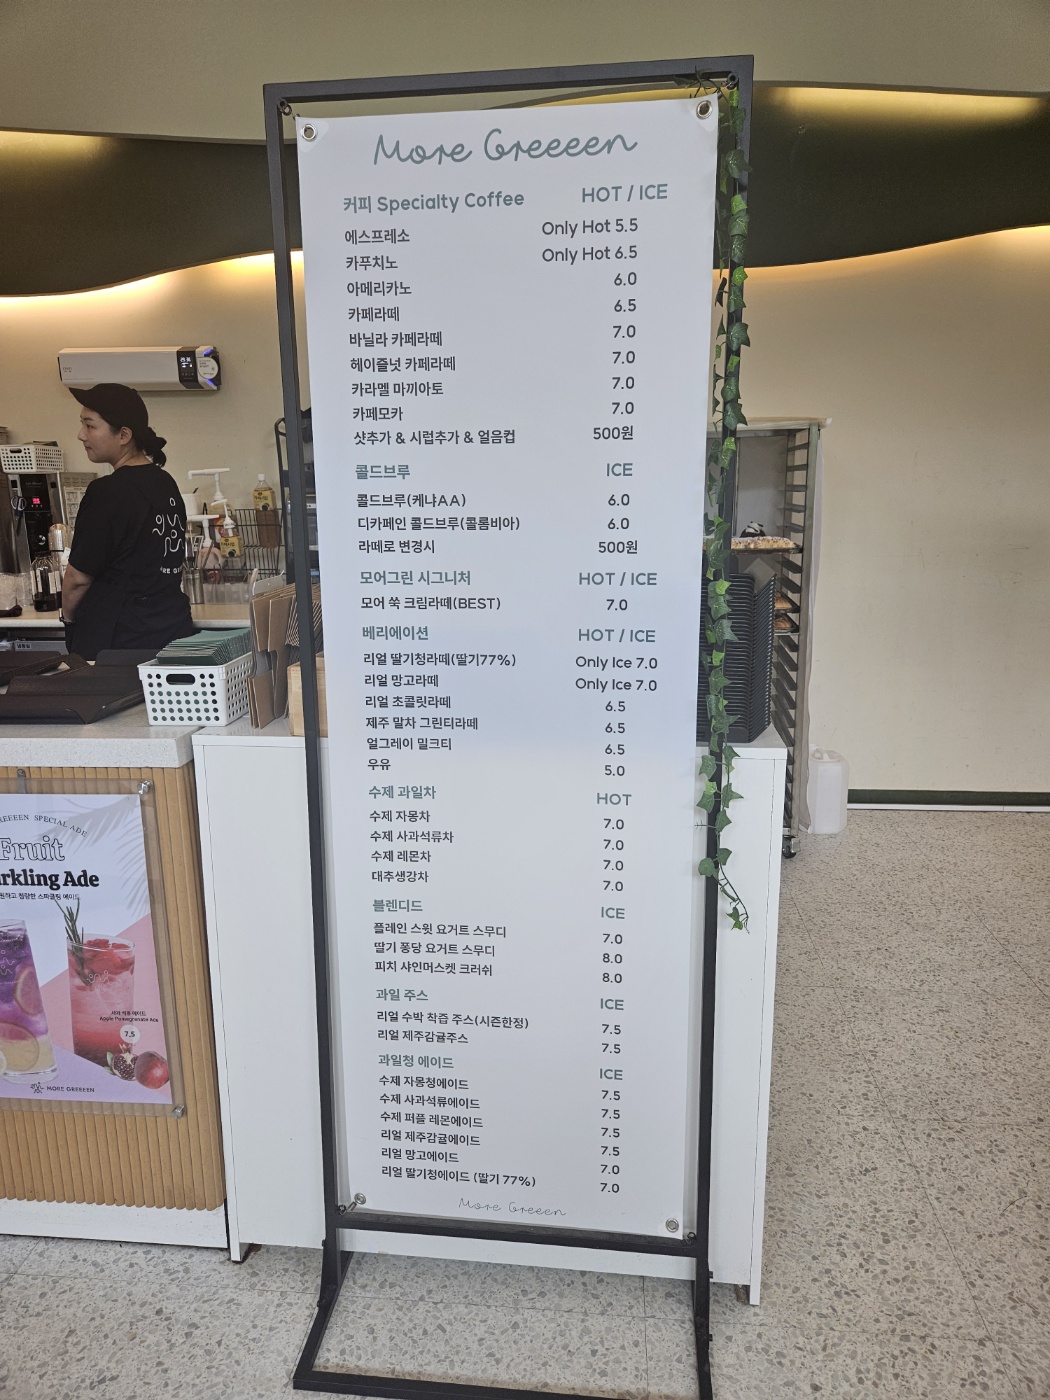 More Greeeen
커피 Specialty Coffee HOT / ICE
에스프레소 Only Hot 5.5
카푸치노 Only Hot 6.5
아메리카노 6.0
카페라떼 6.5
바닐라 카페라떼 7.0
헤이즐넛 카페라떼 7.0
카라멜 마끼아토 7.0
카페모카 7.0
샷추가 & 시럽추가 & 얼음컵 500원
콜드브루 ICE
콜드브루(케냐AA) 6.0
디카페인 콜드브루(콜롬비아) 6.0
라떼로 변경시 500원
모어그린 시그니처 HOT / ICE
모어 쑥 크림라떼(BEST) 7.0
베리에이션 HOT / ICE
리얼 딸기청라떼(딸기77%) Only Ice 7.0
리얼 망고라떼 Only Ice 7.0
리얼 초콜릿라떼 6.5
제주 말차 그린티라떼 6.5
얼그레이 밀크티 6.5
우유 5.0
수제 과일차 HOT
수제 자몽차 7.0
수제 사과석류차 7.0
수제 레몬차 7.0
대추생강차 7.0
블렌디드 ICE
플레인 스윗 요거트 스무디 7.0
딸기 퐁당 요거트 스무디 8.0
피치 샤인머스켓 크러쉬 8.0
과일 주스 ICE
리얼 수박 착즙 주스(시즌한정) 7.5
리얼 제주감귤주스 7.5
과일청 에이드 ICE
수제 자몽청에이드 7.5
수제 사과석류에이드 7.5
수제 퍼플 레몬에이드 7.5
리얼 제주감귤에이드 7.5
리얼 망고에이드 7.0
리얼 딸기청에이드 (딸기 77%) 7.0
More Greeeen
SPECIAL ADE
Fruit
rkling Ade
사과 석류 에이드
Apple Pomegranate Ade
7.5
MORE GREEEEN